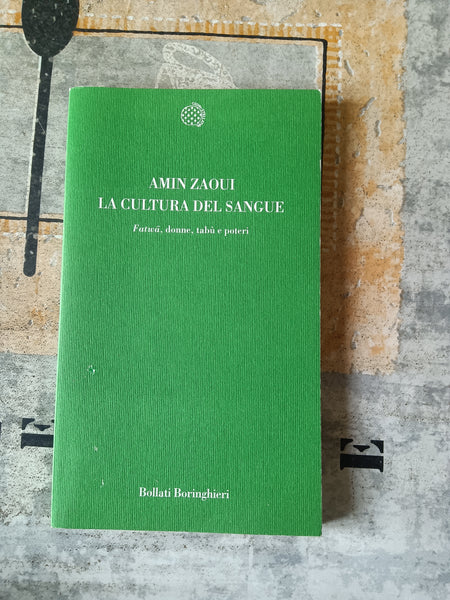 AMIN ZAOUI
LA CULTURA DEL SANGUE
Fatwā, donne, tabù e poteri
Bollati Boringhieri